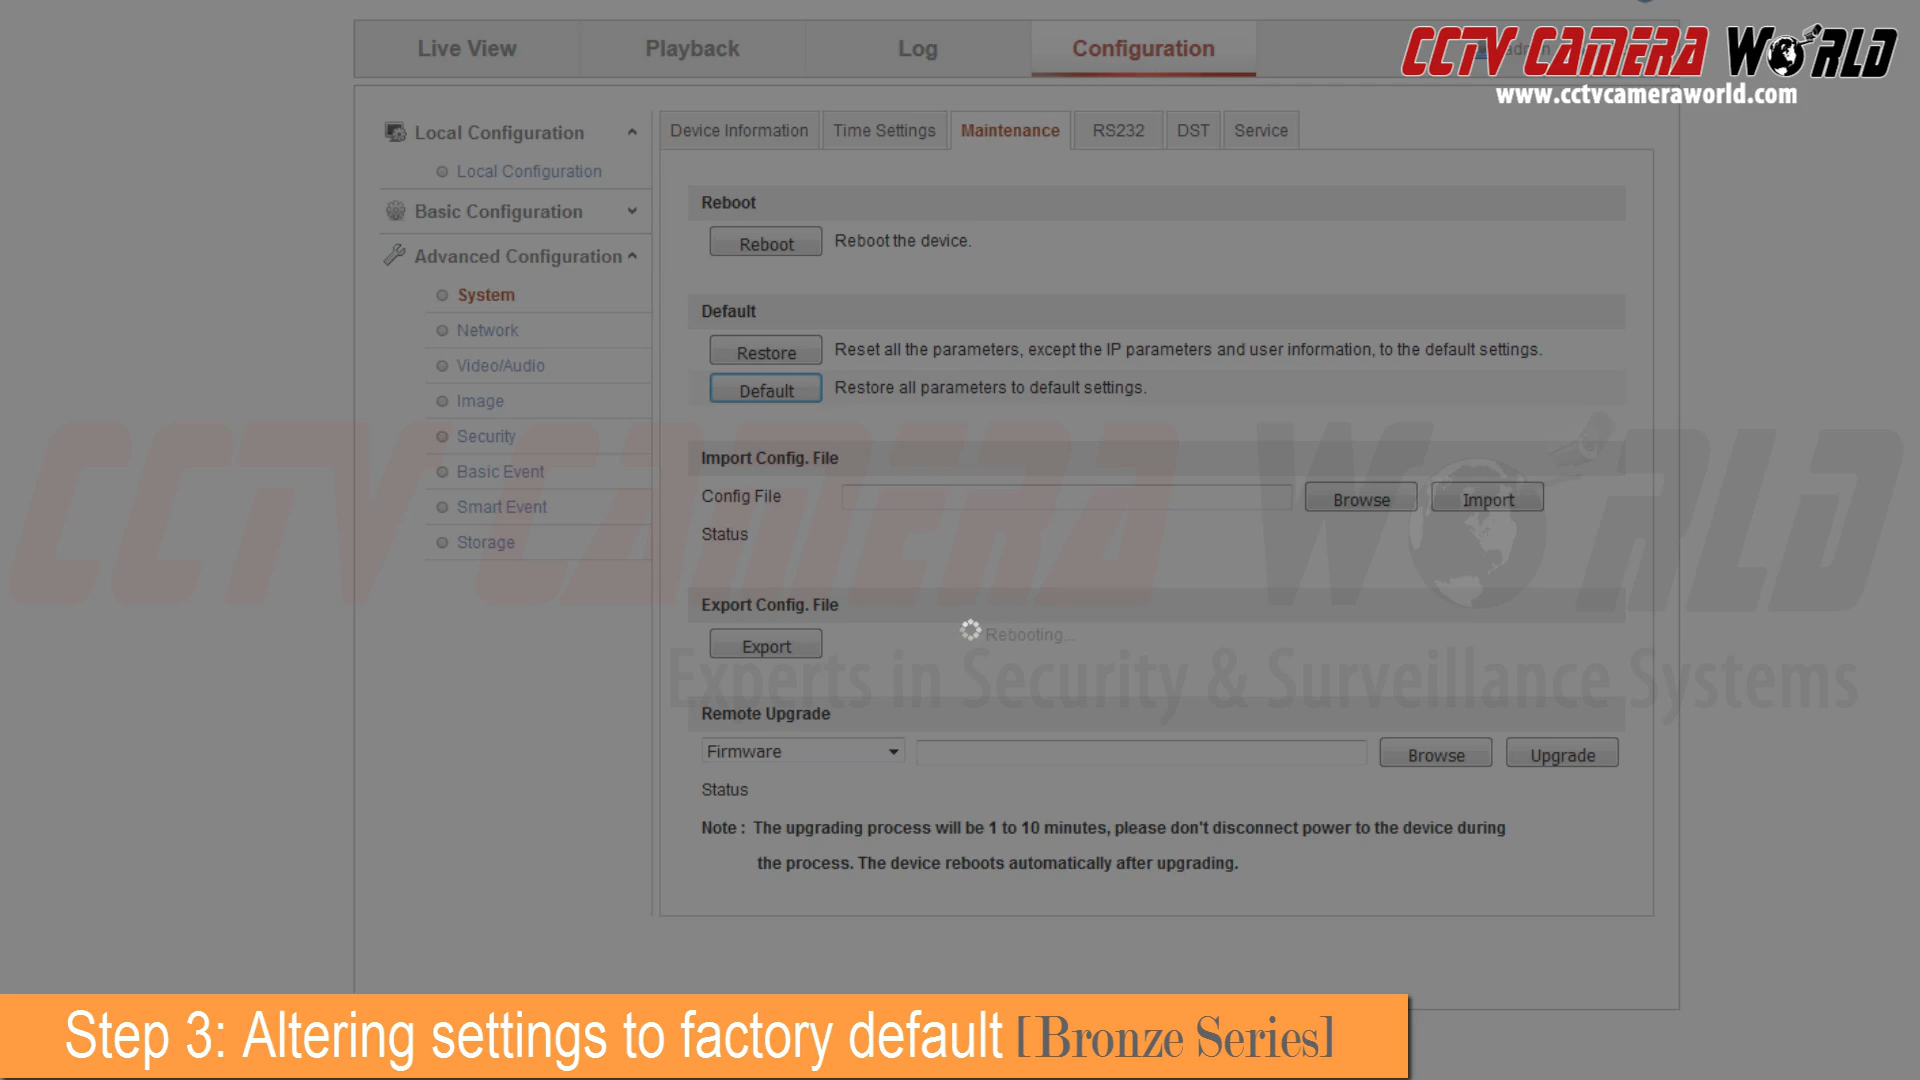 Live View
Playback
Log
Configuration
admin
CCTV CAMERA WORLD
www.cctvcameraworld.com
Local Configuration
Local Configuration
Basic Configuration
Advanced Configuration
System
Network
Video/Audio
Image
Security
Basic Event
Smart Event
Storage
Device Information
Time Settings
Maintenance
RS232
DST
Service
Reboot
Reboot
Reboot the device.
Default
Restore
Reset all the parameters, except the IP parameters and user information, to the default settings.
Default
Restore all parameters to default settings.
Import Config. File
Config File
Browse
Import
Status
CCTV CAMERA WORLD
Export Config. File
Export
Rebooting...
Experts in Security & Surveillance Systems
Remote Upgrade
Firmware
Browse
Upgrade
Status
Note : The upgrading process will be 1 to 10 minutes, please don't disconnect power to the device during
the process. The device reboots automatically after upgrading.
Step 3: Altering settings to factory default [Bronze Series]